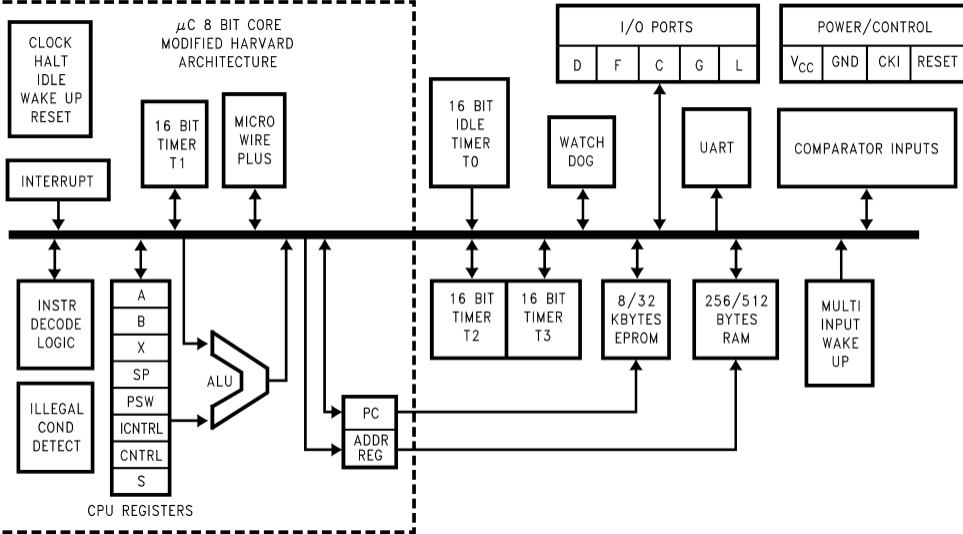 μC 8 BIT CORE
MODIFIED HARVARD
ARCHITECTURE
CLOCK
HALT
IDLE
WAKE UP
RESET
INTERRUPT
16 BIT
TIMER
T1
MICRO
WIRE
PLUS
16 BIT
IDLE
TIMER
T0
WATCH
DOG
I/O PORTS
D F C G L
UART
POWER/CONTROL
VCC GND CKI RESET
COMPARATOR INPUTS
INSTR
DECODE
LOGIC
ILLEGAL
COND
DETECT
A
B
X
SP
PSW
ICNTRL
CNTRL
S
CPU REGISTERS
ALU
PC
ADDR
REG
16 BIT
TIMER
T2
16 BIT
TIMER
T3
8/32
KBYTES
EPROM
256/512
BYTES
RAM
MULTI
INPUT
WAKE
UP